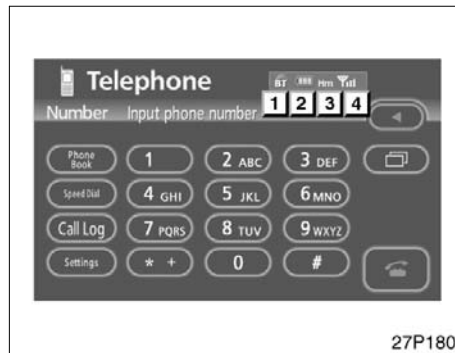 Telephone
BT Hm
1 2 3 4
Number Input phone number
Phone Book 1 2 ABC 3 DEF
Speed Dial 4 GHI 5 JKL 6 MNO
Call Log 7 PQRS 8 TUV 9 WXYZ
Settings * + 0 #
27P180